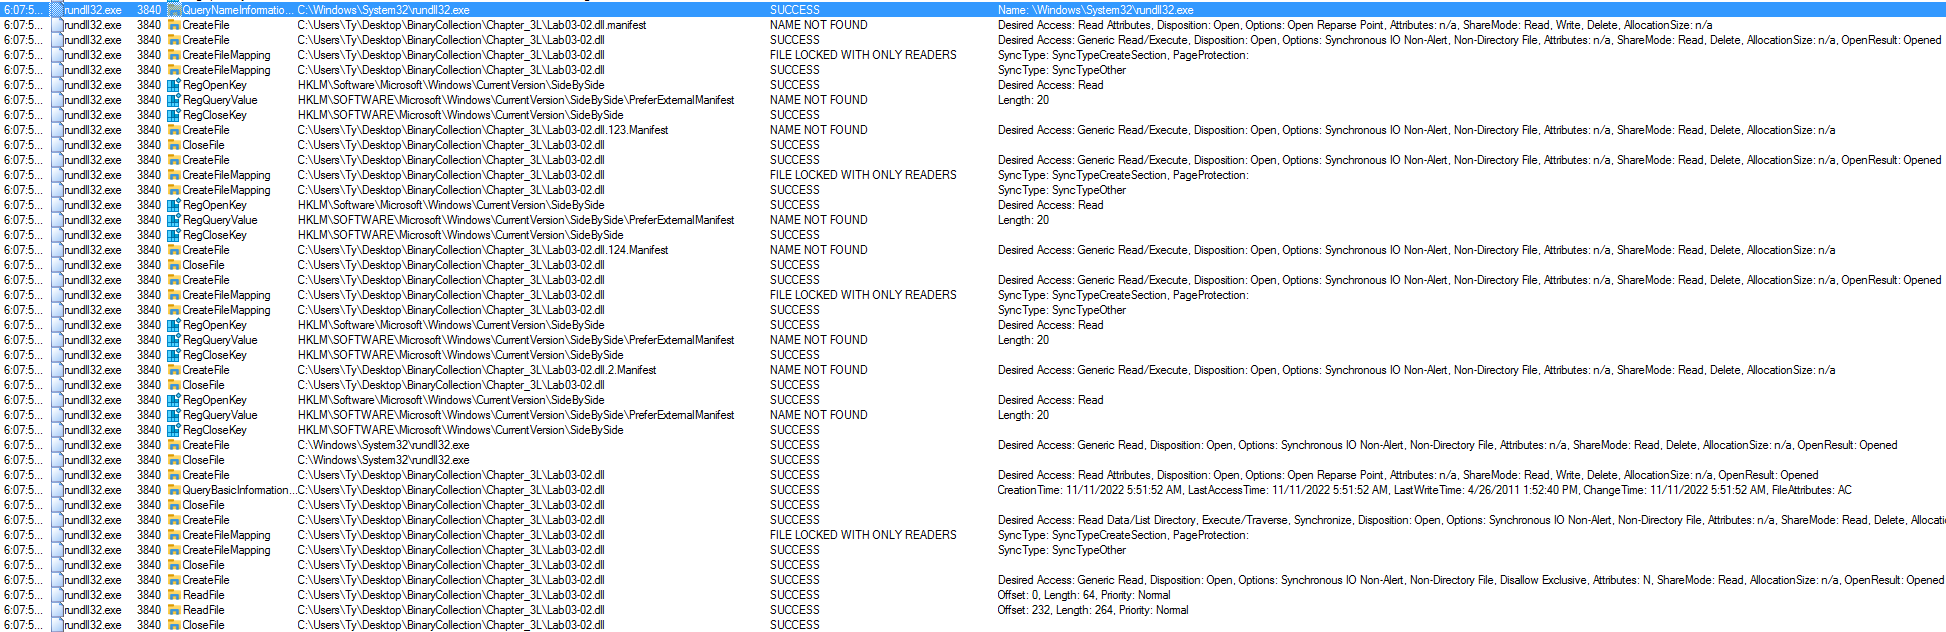 6:07:5... rundll32.exe 3840 QueryNameInformatio... C:\Windows\System32\rundll32.exe SUCCESS Name: \Windows\System32\rundll32.exe
6:07:5... rundll32.exe 3840 CreateFile C:\Users\Ty\Desktop\BinaryCollection\Chapter_3L\Lab03-02.dll.manifest NAME NOT FOUND Desired Access: Read Attributes, Disposition: Open, Options: Open Reparse Point, Attributes: n/a, ShareMode: Read, Write, Delete, AllocationSize: n/a
6:07:5... rundll32.exe 3840 CreateFile C:\Users\Ty\Desktop\BinaryCollection\Chapter_3L\Lab03-02.dll SUCCESS Desired Access: Generic Read/Execute, Disposition: Open, Options: Synchronous IO Non-Alert, Non-Directory File, Attributes: n/a, ShareMode: Read, Delete, AllocationSize: n/a, OpenResult: Opened
6:07:5... rundll32.exe 3840 CreateFileMapping C:\Users\Ty\Desktop\BinaryCollection\Chapter_3L\Lab03-02.dll FILE LOCKED WITH ONLY READERS SyncType: SyncTypeCreateSection, PageProtection:
6:07:5... rundll32.exe 3840 CreateFileMapping C:\Users\Ty\Desktop\BinaryCollection\Chapter_3L\Lab03-02.dll SUCCESS SyncType: SyncTypeOther
6:07:5... rundll32.exe 3840 RegOpenKey HKLM\Software\Microsoft\Windows\CurrentVersion\SideBySide SUCCESS Desired Access: Read
6:07:5... rundll32.exe 3840 RegQueryValue HKLM\SOFTWARE\Microsoft\Windows\CurrentVersion\SideBySide\PreferExternalManifest NAME NOT FOUND Length: 20
6:07:5... rundll32.exe 3840 RegCloseKey HKLM\SOFTWARE\Microsoft\Windows\CurrentVersion\SideBySide SUCCESS
6:07:5... rundll32.exe 3840 CreateFile C:\Users\Ty\Desktop\BinaryCollection\Chapter_3L\Lab03-02.dll.123.Manifest NAME NOT FOUND Desired Access: Generic Read/Execute, Disposition: Open, Options: Synchronous IO Non-Alert, Non-Directory File, Attributes: n/a, ShareMode: Read, Delete, AllocationSize: n/a
6:07:5... rundll32.exe 3840 CloseFile C:\Users\Ty\Desktop\BinaryCollection\Chapter_3L\Lab03-02.dll SUCCESS
6:07:5... rundll32.exe 3840 CreateFile C:\Users\Ty\Desktop\BinaryCollection\Chapter_3L\Lab03-02.dll SUCCESS Desired Access: Generic Read/Execute, Disposition: Open, Options: Synchronous IO Non-Alert, Non-Directory File, Attributes: n/a, ShareMode: Read, Delete, AllocationSize: n/a, OpenResult: Opened
6:07:5... rundll32.exe 3840 CreateFileMapping C:\Users\Ty\Desktop\BinaryCollection\Chapter_3L\Lab03-02.dll FILE LOCKED WITH ONLY READERS SyncType: SyncTypeCreateSection, PageProtection:
6:07:5... rundll32.exe 3840 CreateFileMapping C:\Users\Ty\Desktop\BinaryCollection\Chapter_3L\Lab03-02.dll SUCCESS SyncType: SyncTypeOther
6:07:5... rundll32.exe 3840 RegOpenKey HKLM\Software\Microsoft\Windows\CurrentVersion\SideBySide SUCCESS Desired Access: Read
6:07:5... rundll32.exe 3840 RegQueryValue HKLM\SOFTWARE\Microsoft\Windows\CurrentVersion\SideBySide\PreferExternalManifest NAME NOT FOUND Length: 20
6:07:5... rundll32.exe 3840 RegCloseKey HKLM\SOFTWARE\Microsoft\Windows\CurrentVersion\SideBySide SUCCESS
6:07:5... rundll32.exe 3840 CreateFile C:\Users\Ty\Desktop\BinaryCollection\Chapter_3L\Lab03-02.dll.124.Manifest NAME NOT FOUND Desired Access: Generic Read/Execute, Disposition: Open, Options: Synchronous IO Non-Alert, Non-Directory File, Attributes: n/a, ShareMode: Read, Delete, AllocationSize: n/a
6:07:5... rundll32.exe 3840 CloseFile C:\Users\Ty\Desktop\BinaryCollection\Chapter_3L\Lab03-02.dll SUCCESS
6:07:5... rundll32.exe 3840 CreateFile C:\Users\Ty\Desktop\BinaryCollection\Chapter_3L\Lab03-02.dll SUCCESS Desired Access: Generic Read/Execute, Disposition: Open, Options: Synchronous IO Non-Alert, Non-Directory File, Attributes: n/a, ShareMode: Read, Delete, AllocationSize: n/a, OpenResult: Opened
6:07:5... rundll32.exe 3840 CreateFileMapping C:\Users\Ty\Desktop\BinaryCollection\Chapter_3L\Lab03-02.dll FILE LOCKED WITH ONLY READERS SyncType: SyncTypeCreateSection, PageProtection:
6:07:5... rundll32.exe 3840 CreateFileMapping C:\Users\Ty\Desktop\BinaryCollection\Chapter_3L\Lab03-02.dll SUCCESS SyncType: SyncTypeOther
6:07:5... rundll32.exe 3840 RegOpenKey HKLM\Software\Microsoft\Windows\CurrentVersion\SideBySide SUCCESS Desired Access: Read
6:07:5... rundll32.exe 3840 RegQueryValue HKLM\SOFTWARE\Microsoft\Windows\CurrentVersion\SideBySide\PreferExternalManifest NAME NOT FOUND Length: 20
6:07:5... rundll32.exe 3840 RegCloseKey HKLM\SOFTWARE\Microsoft\Windows\CurrentVersion\SideBySide SUCCESS
6:07:5... rundll32.exe 3840 CreateFile C:\Users\Ty\Desktop\BinaryCollection\Chapter_3L\Lab03-02.dll.2.Manifest NAME NOT FOUND Desired Access: Generic Read/Execute, Disposition: Open, Options: Synchronous IO Non-Alert, Non-Directory File, Attributes: n/a, ShareMode: Read, Delete, AllocationSize: n/a
6:07:5... rundll32.exe 3840 CloseFile C:\Users\Ty\Desktop\BinaryCollection\Chapter_3L\Lab03-02.dll SUCCESS
6:07:5... rundll32.exe 3840 RegOpenKey HKLM\Software\Microsoft\Windows\CurrentVersion\SideBySide SUCCESS Desired Access: Read
6:07:5... rundll32.exe 3840 RegQueryValue HKLM\SOFTWARE\Microsoft\Windows\CurrentVersion\SideBySide\PreferExternalManifest NAME NOT FOUND Length: 20
6:07:5... rundll32.exe 3840 RegCloseKey HKLM\SOFTWARE\Microsoft\Windows\CurrentVersion\SideBySide SUCCESS
6:07:5... rundll32.exe 3840 CreateFile C:\Windows\System32\rundll32.exe SUCCESS Desired Access: Generic Read, Disposition: Open, Options: Synchronous IO Non-Alert, Non-Directory File, Attributes: n/a, ShareMode: Read, Delete, AllocationSize: n/a, OpenResult: Opened
6:07:5... rundll32.exe 3840 CloseFile C:\Windows\System32\rundll32.exe SUCCESS
6:07:5... rundll32.exe 3840 CreateFile C:\Users\Ty\Desktop\BinaryCollection\Chapter_3L\Lab03-02.dll SUCCESS Desired Access: Read Attributes, Disposition: Open, Options: Open Reparse Point, Attributes: n/a, ShareMode: Read, Write, Delete, AllocationSize: n/a, OpenResult: Opened
6:07:5... rundll32.exe 3840 QueryBasicInformation... C:\Users\Ty\Desktop\BinaryCollection\Chapter_3L\Lab03-02.dll SUCCESS CreationTime: 11/11/2022 5:51:52 AM, LastAccessTime: 11/11/2022 5:51:52 AM, LastWriteTime: 4/26/2011 1:52:40 PM, ChangeTime: 11/11/2022 5:51:52 AM, FileAttributes: AC
6:07:5... rundll32.exe 3840 CloseFile C:\Users\Ty\Desktop\BinaryCollection\Chapter_3L\Lab03-02.dll SUCCESS
6:07:5... rundll32.exe 3840 CreateFile C:\Users\Ty\Desktop\BinaryCollection\Chapter_3L\Lab03-02.dll SUCCESS Desired Access: Read Data/List Directory, Execute/Traverse, Synchronize, Disposition: Open, Options: Synchronous IO Non-Alert, Non-Directory File, Attributes: n/a, ShareMode: Read, Delete, Allocati
6:07:5... rundll32.exe 3840 CreateFileMapping C:\Users\Ty\Desktop\BinaryCollection\Chapter_3L\Lab03-02.dll FILE LOCKED WITH ONLY READERS SyncType: SyncTypeCreateSection, PageProtection:
6:07:5... rundll32.exe 3840 CreateFileMapping C:\Users\Ty\Desktop\BinaryCollection\Chapter_3L\Lab03-02.dll SUCCESS SyncType: SyncTypeOther
6:07:5... rundll32.exe 3840 CloseFile C:\Users\Ty\Desktop\BinaryCollection\Chapter_3L\Lab03-02.dll SUCCESS
6:07:5... rundll32.exe 3840 CreateFile C:\Users\Ty\Desktop\BinaryCollection\Chapter_3L\Lab03-02.dll SUCCESS Desired Access: Generic Read, Disposition: Open, Options: Synchronous IO Non-Alert, Non-Directory File, Disallow Exclusive, Attributes: N, ShareMode: Read, AllocationSize: n/a, OpenResult: Opened
6:07:5... rundll32.exe 3840 ReadFile C:\Users\Ty\Desktop\BinaryCollection\Chapter_3L\Lab03-02.dll SUCCESS Offset: 0, Length: 64, Priority: Normal
6:07:5... rundll32.exe 3840 ReadFile C:\Users\Ty\Desktop\BinaryCollection\Chapter_3L\Lab03-02.dll SUCCESS Offset: 232, Length: 264, Priority: Normal
6:07:5... rundll32.exe 3840 CloseFile C:\Users\Ty\Desktop\BinaryCollection\Chapter_3L\Lab03-02.dll SUCCESS